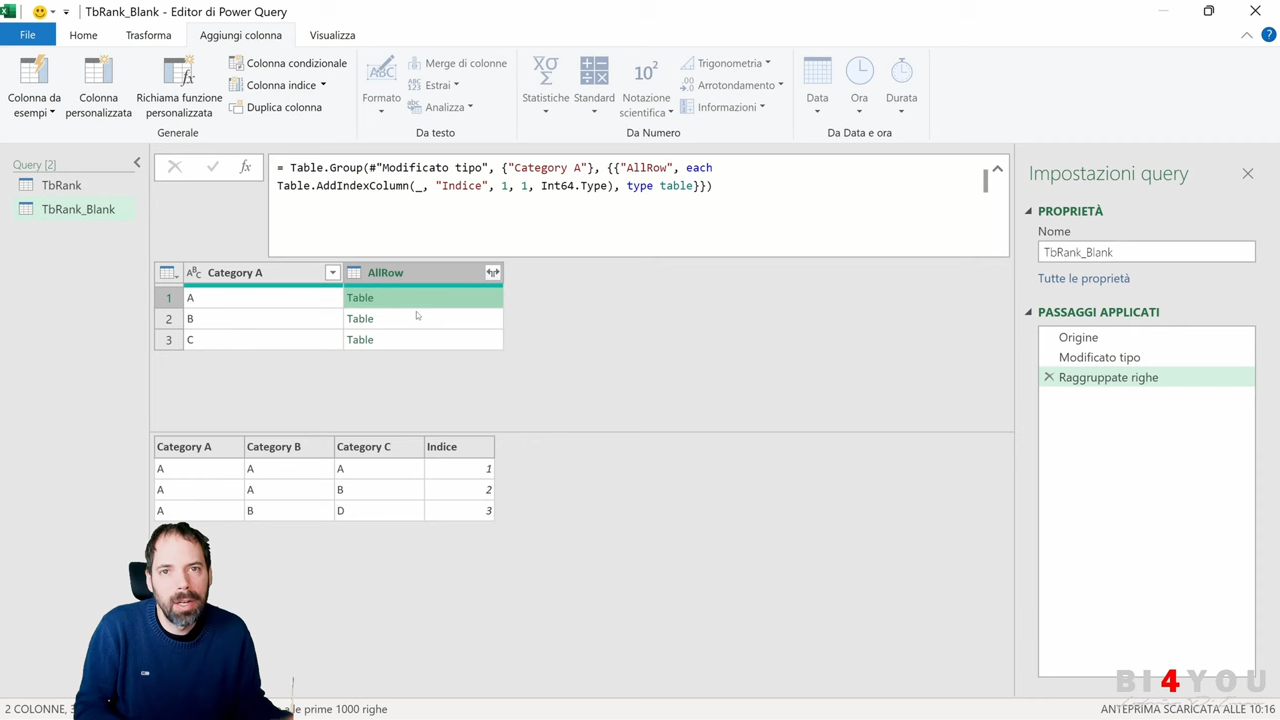 TbRank_Blank - Editor di Power Query
File
Home
Trasforma
Aggiungi colonna
Visualizza
Colonna da esempi
Colonna personalizzata
Richiama funzione personalizzata
Colonna condizionale
Colonna indice
Duplica colonna
Generale
Formato
Merge di colonne
Estrai
Analizza
Da testo
Statistiche
Standard
Notazione scientifica
Trigonometria
Arrotondamento
Informazioni
Da Numero
Data
Ora
Durata
Da Data e ora
Query [2]
TbRank
TbRank_Blank
= Table.Group(#"Modificato tipo", {"Category A"}, {{"AllRow", each
Table.AddIndexColumn(_, "Indice", 1, 1, Int64.Type), type table}})
Category A AllRow
1 A Table
2 B Table
3 C Table
Category A Category B Category C Indice
A A A 1
A A B 2
A B D 3
Impostazioni query
PROPRIETÀ
Nome
TbRank_Blank
Tutte le proprietà
PASSAGGI APPLICATI
Origine
Modificato tipo
Raggruppate righe
BI4YOU
2 COLONNE, 3
le prime 1000 righe
ANTEPRIMA SCARICATA ALLE 10:16